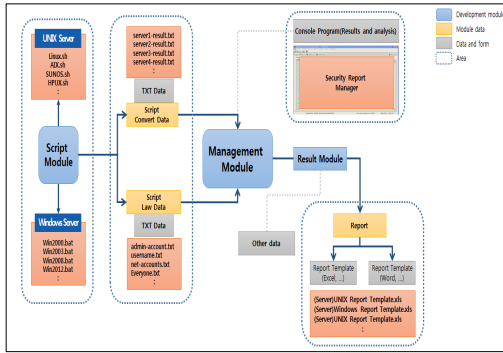 UNIX Server
Linux.sh
AIX.sh
SUNOS.sh
HPUX.sh
:
Script
Module
Windows Server
Win2000.bat
Win2003.bat
Win2008.bat
Win2012.bat
:
server1-result.txt
server2-result.txt
server3-result.txt
server4-result.txt
:
TXT Data
Script
Convert Data
Script
Law Data
TXT Data
admin-account.txt
username.txt
net-accounts.txt
Everyone.txt
:
Management
Module
Console Program(Results and analysis)
Security Report
Manager
Result Module
Other data
Report
Report Template
(Excel, ...)
Report Template
(Word, ...)
(Server)UNIX Report Template.xls
(Server)Windows Report Template.xls
(Server)UNIX Report Template.xls
:
Development module
Module data
Data and form
Area